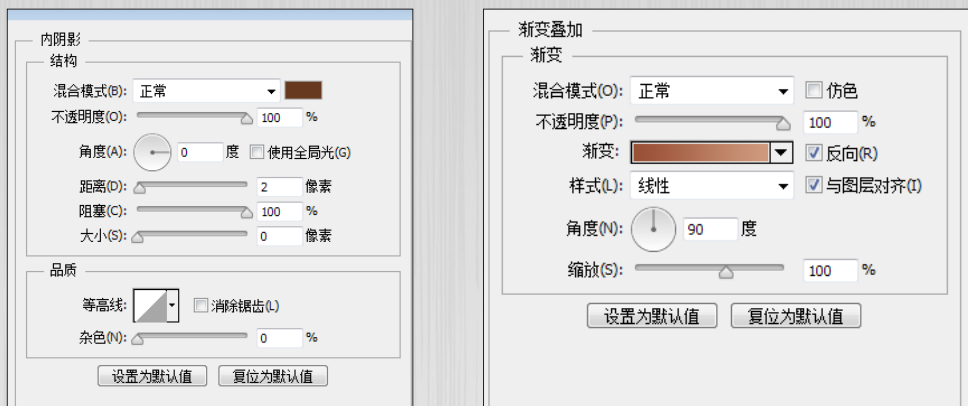 内阴影
结构
混合模式(B): 正常
不透明度(O): 100 %
角度(A): 0 度 使用全局光(G)
距离(D): 2 像素
阻塞(C): 100 %
大小(S): 0 像素
品质
等高线: 消除锯齿(L)
杂色(N): 0 %
设置为默认值 复位为默认值
渐变叠加
渐变
混合模式(O): 正常 仿色
不透明度(P): 100 %
渐变: 反向(R)
样式(L): 线性 与图层对齐(I)
角度(N): 90 度
缩放(S): 100 %
设置为默认值 复位为默认值